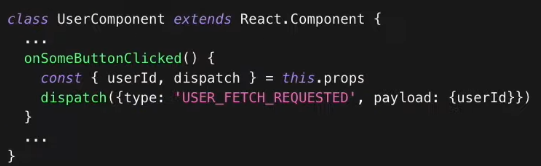 class UserComponent extends React.Component {
  ...
  onSomeButtonClicked() {
    const { userId, dispatch } = this.props
    dispatch({type: 'USER_FETCH_REQUESTED', payload: {userId}})
  }
  ...
}